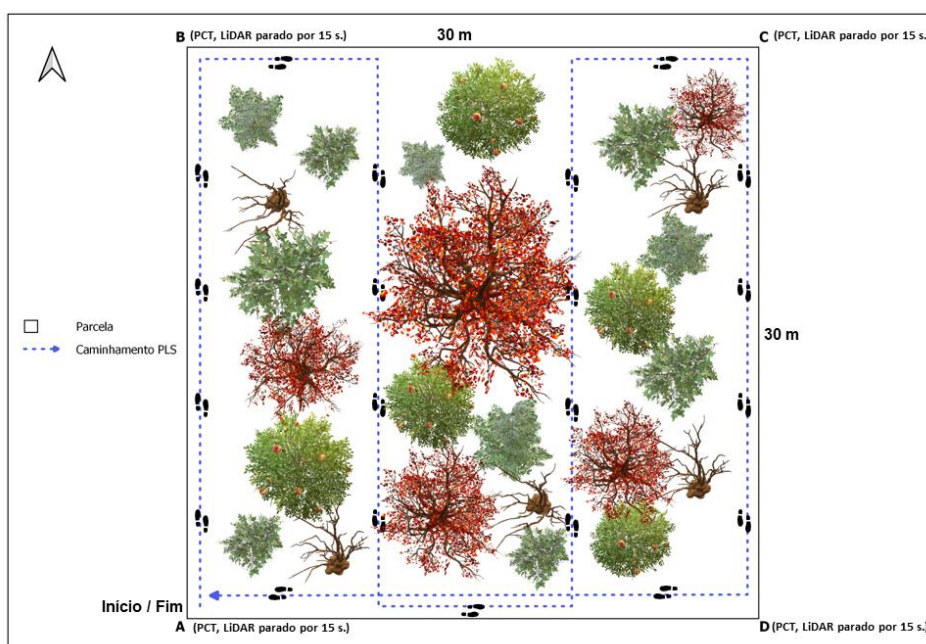 B (PCT, LiDAR parado por 15 s.)
30 m
C (PCT, LiDAR parado por 15 s.)
30 m
Parcela
Caminhamento PLS
Início / Fim
A (PCT, LiDAR parado por 15 s.)
D (PCT, LiDAR parado por 15 s.)